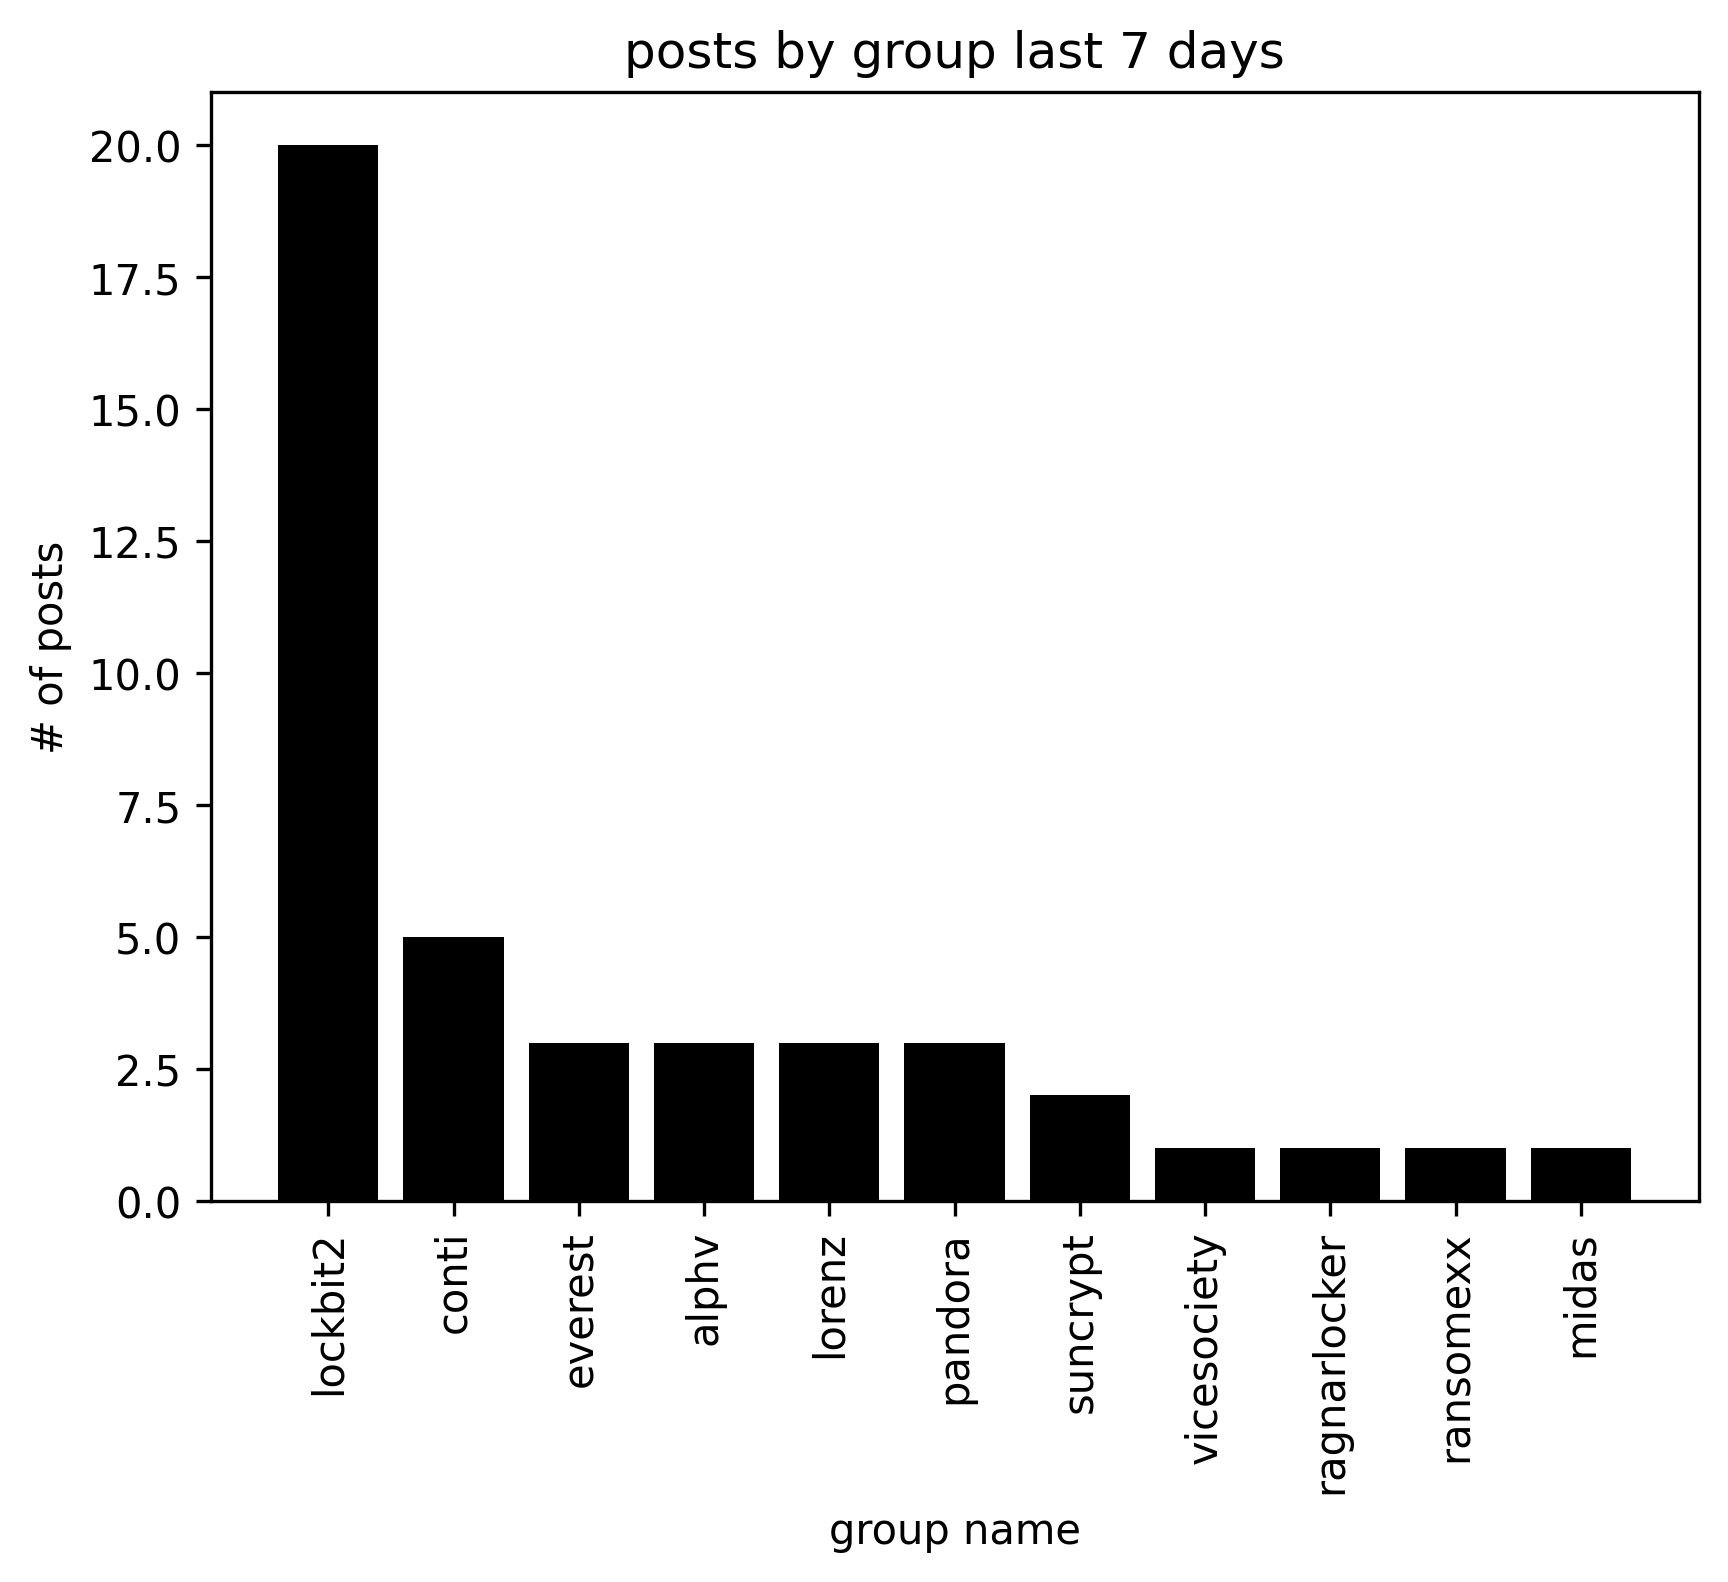 posts by group last 7 days
20.0
17.5
15.0
12.5
10.0
7.5
5.0
2.5
0.0
# of posts
lockbit2
conti
everest
alphv
lorenz
pandora
suncrypt
vicesociety
ragnarlocker
ransomexx
midas
group name